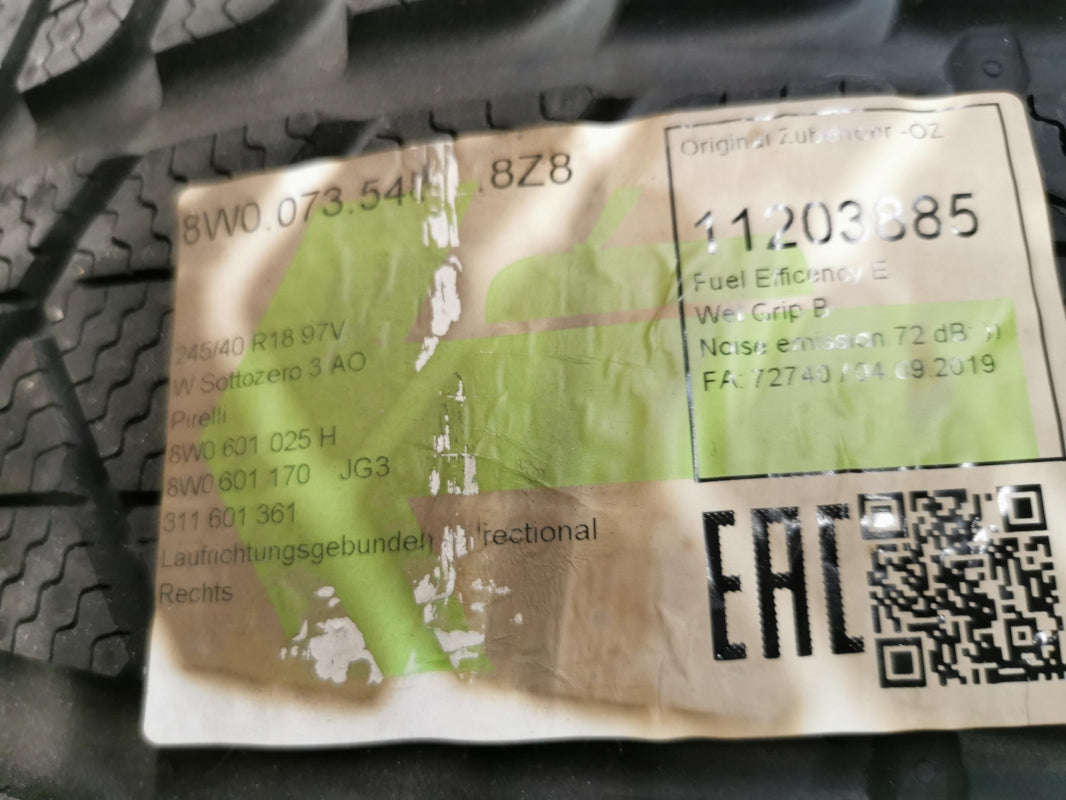 8W0.073.54 .8Z8
245/40 R18 97V
W Sottozero 3 AO
Pirelli
8W0 601 025 H
8W0 601 170 JG3
311 601 361
Laufrichtungsgebunden
Rechts
Original Zubehoer -OZ
11203885
Fuel Efficency E
Wet Grip B
Noise emission 72 dB
FA: 72740 / 04.09.2019
EAC